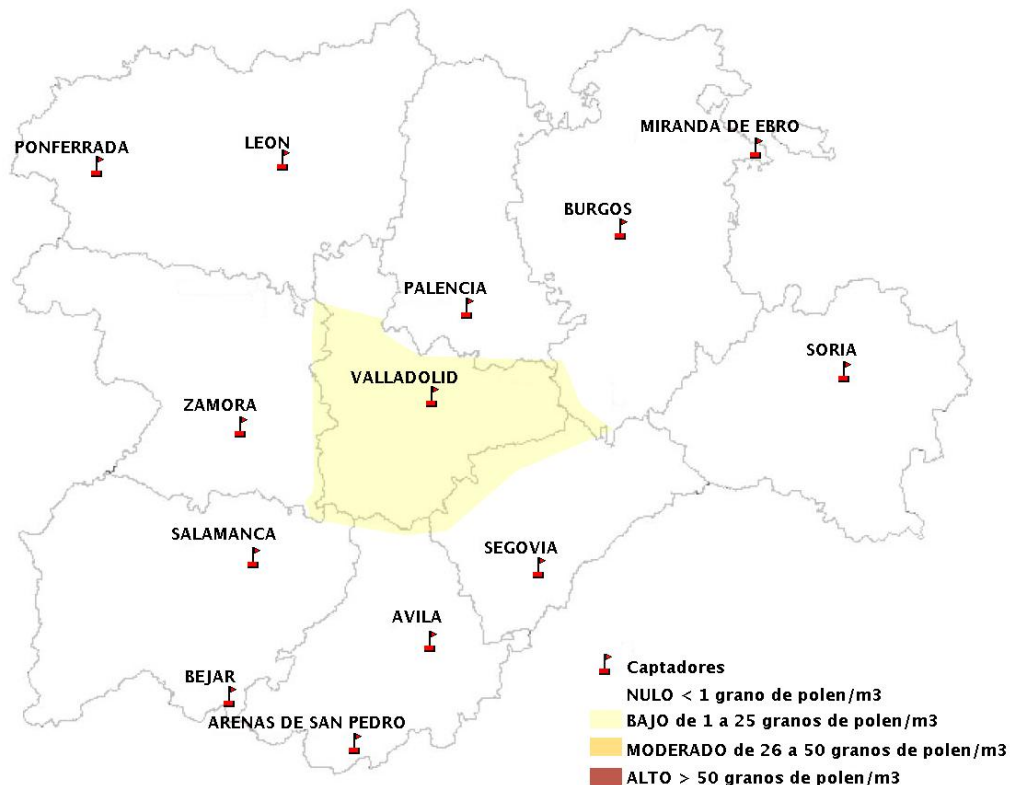 MIRANDA DE EBRO
PONFERRADA
LEON
BURGOS
PALENCIA
SORIA
VALLADOLID
ZAMORA
SALAMANCA
SEGOVIA
AVILA
BEJAR
ARENAS DE SAN PEDRO
Captadores
NULO < 1 grano de polen/m3
BAJO de 1 a 25 granos de polen/m3
MODERADO de 26 a 50 granos de polen/m3
ALTO > 50 granos de polen/m3